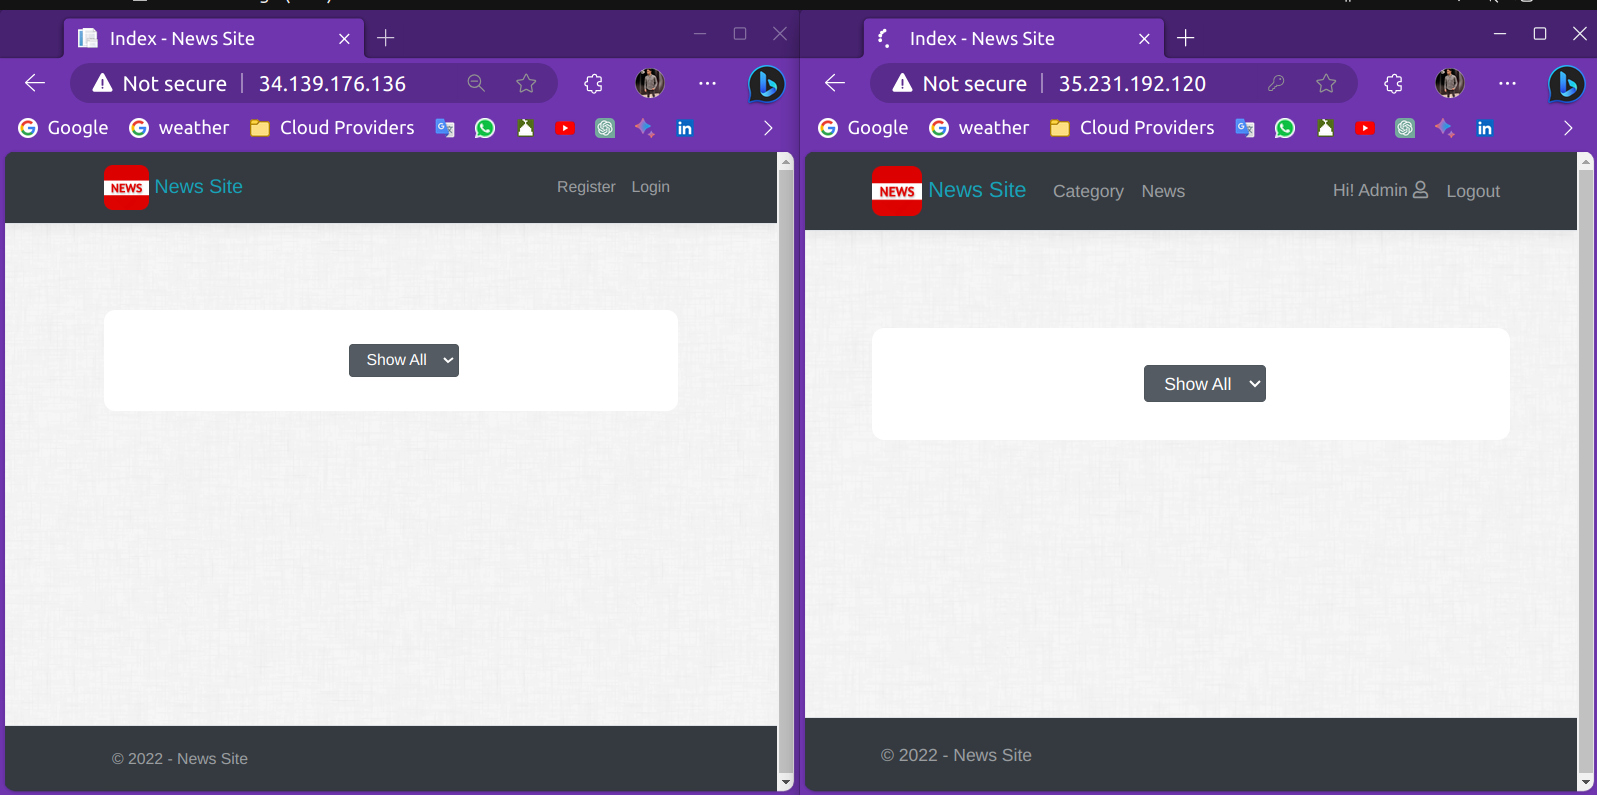 Index - News Site
Not secure 34.139.176.136
Google weather Cloud Providers
NEWS News Site Register Login
Show All
© 2022 - News Site
Index - News Site
Not secure 35.231.192.120
Google weather Cloud Providers
NEWS News Site Category News Hi! Admin Logout
Show All
© 2022 - News Site